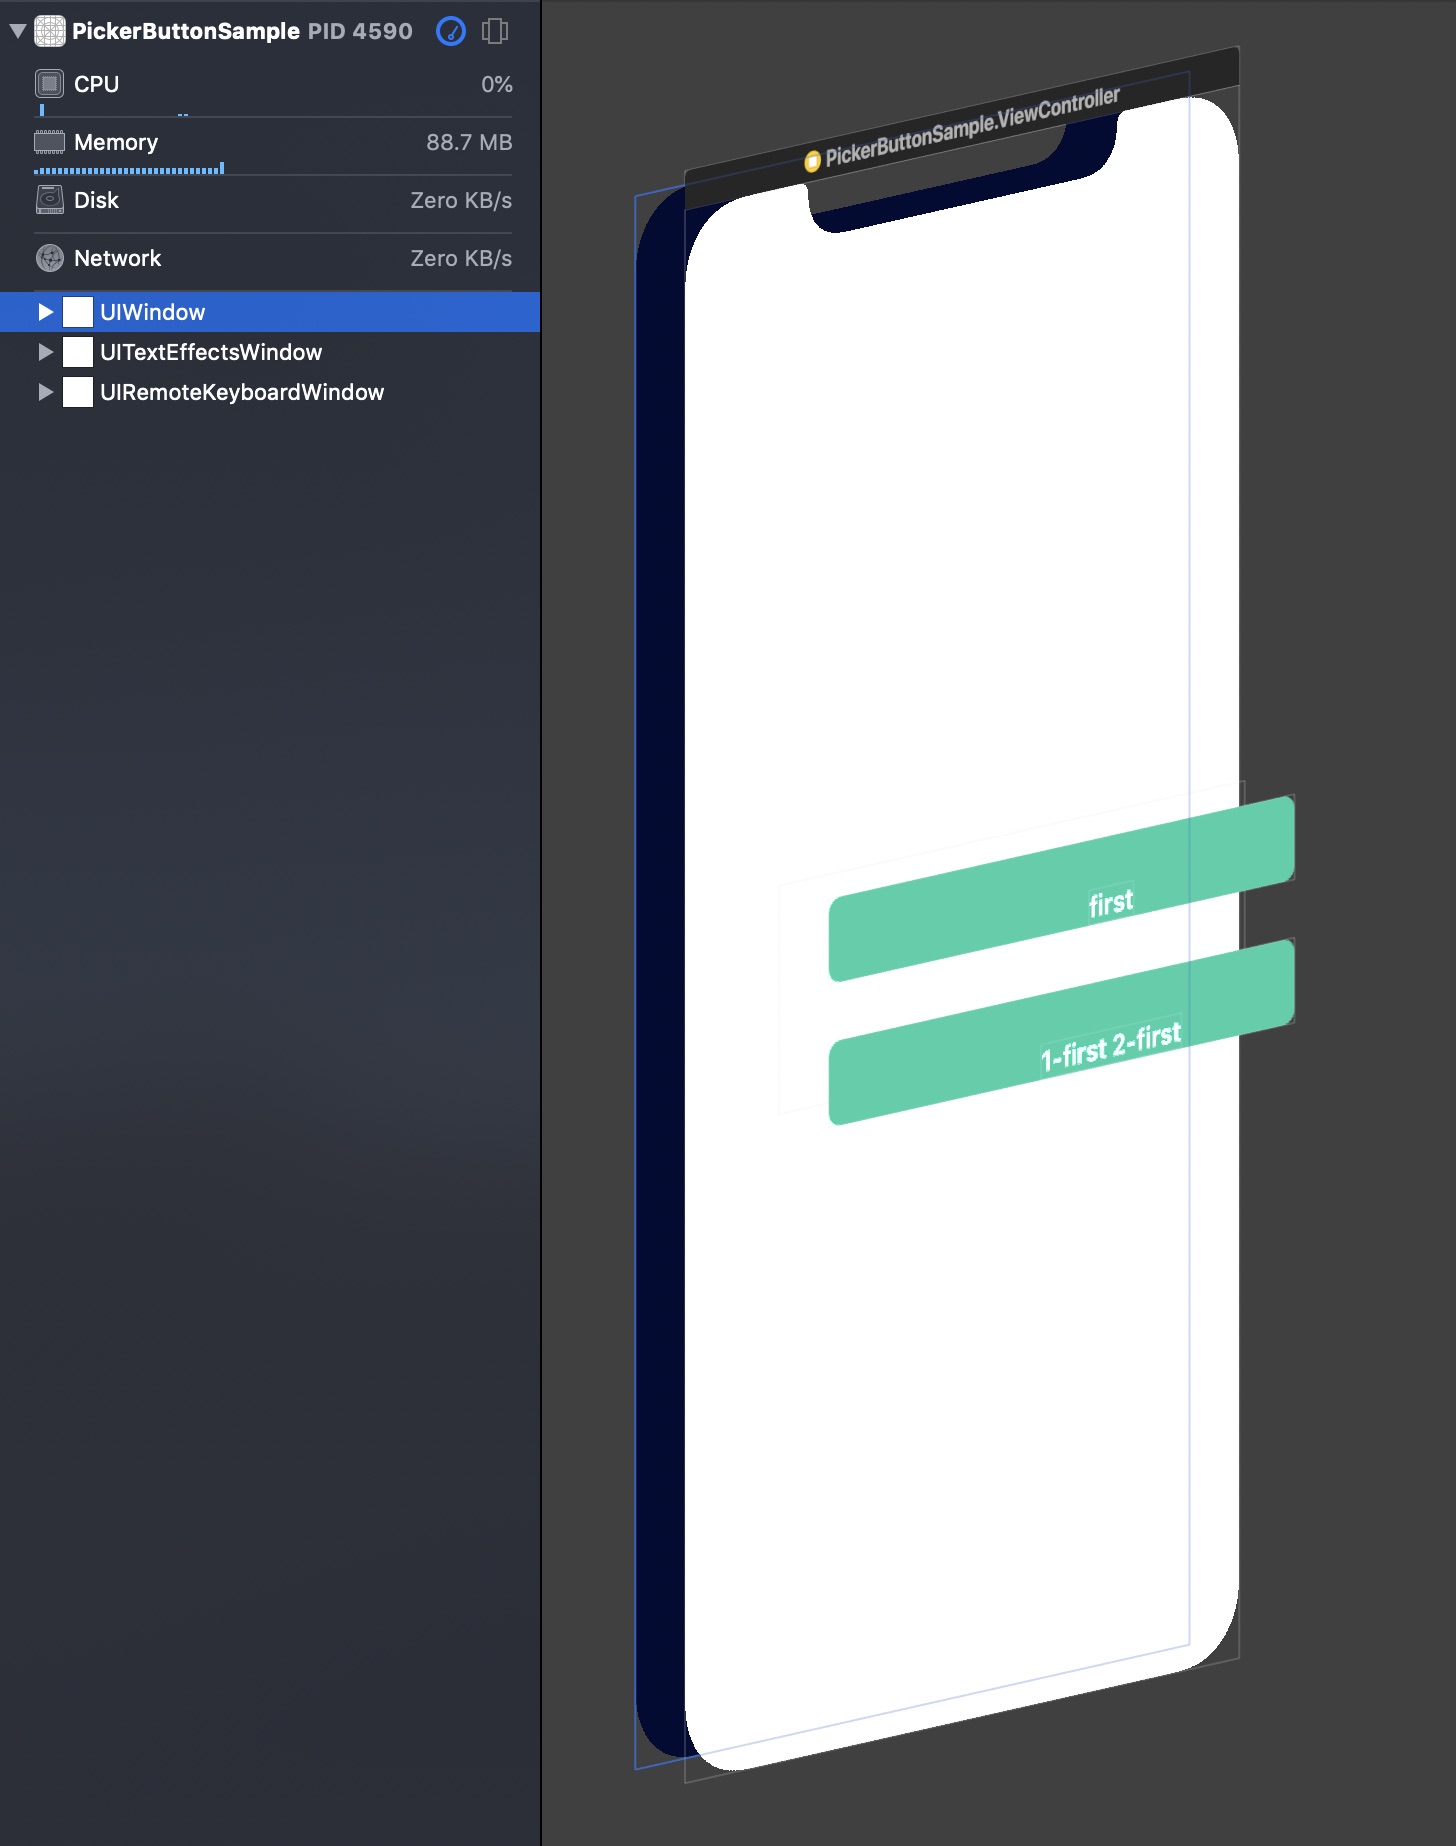 PickerButtonSample PID 4590
CPU 0%
Memory 88.7 MB
Disk Zero KB/s
Network Zero KB/s
UIWindow
UITextEffectsWindow
UIRemoteKeyboardWindow
PickerButtonSample.ViewController
first
1-first 2-first